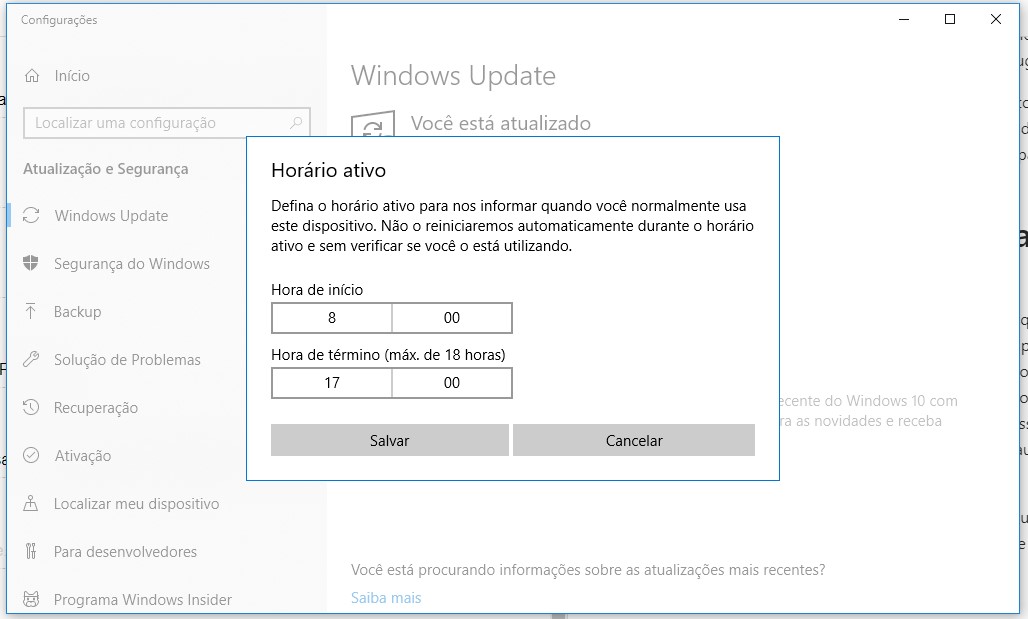 Configurações
Início
Localizar uma configuração
Atualização e Segurança
Windows Update
Segurança do Windows
Backup
Solução de Problemas
Recuperação
Ativação
Localizar meu dispositivo
Para desenvolvedores
Programa Windows Insider
Windows Update
Você está atualizado
Horário ativo
Defina o horário ativo para nos informar quando você normalmente usa
este dispositivo. Não o reiniciaremos automaticamente durante o horário
ativo e sem verificar se você o está utilizando.
Hora de início
8 00
Hora de término (máx. de 18 horas)
17 00
Salvar Cancelar
do Windows 10 com
as novidades e receba
Você está procurando informações sobre as atualizações mais recentes?
Saiba mais